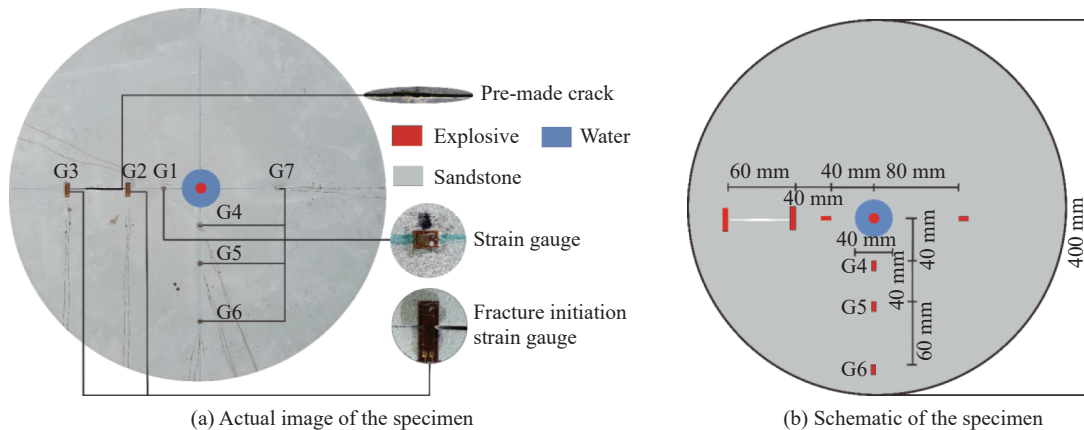 Pre-made crack
Explosive
Water
Sandstone
G3
G2
G1
G7
G4
G5
G6
Strain gauge
Fracture initiation
strain gauge
(a) Actual image of the specimen
60 mm
40 mm
80 mm
40 mm
40 mm
40 mm
G4
40 mm
G5
60 mm
G6
400 mm
(b) Schematic of the specimen